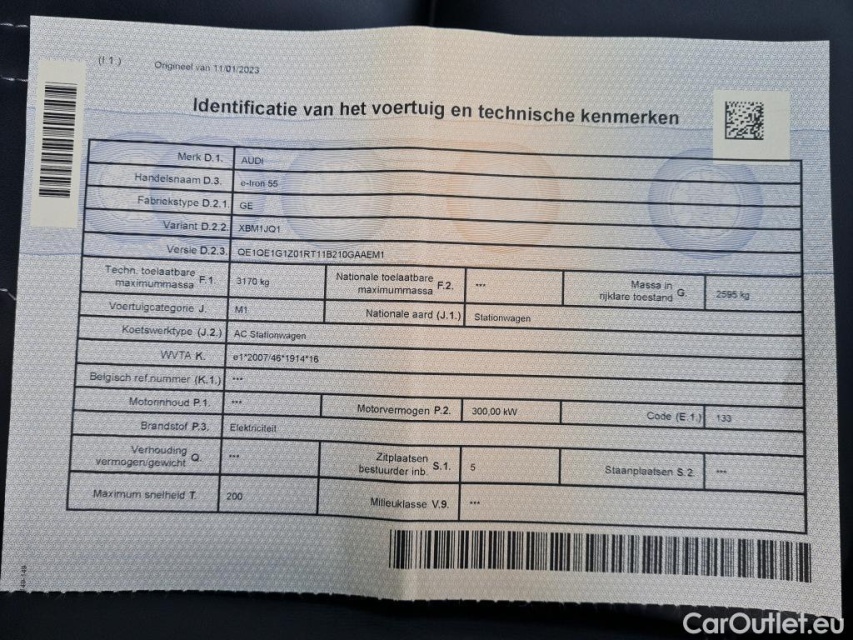 (I.1.)
Origineel van 11/01/2023
Identificatie van het voertuig en technische kenmerken
Merk D.1. AUDI
Handelsnaam D.3. e-tron 55
Fabriekstype D.2.1. GE
Variant D.2.2. XBM1JQ1
Versie D.2.3. QE1QE1G1Z01RT11B210GAAEM1
Techn. toelaatbare maximummassa F.1. 3170 kg Nationale toelaatbare maximummassa F.2. *** Massa in rijklare toestand G. 2595 kg
Voertuigcategorie J. M1 Nationale aard (J.1.) Stationwagen
Koetswerktype (J.2.) AC Stationwagen
WVTA K. e1*2007/46*1914*16
Belgisch ref.nummer (K.1.) ***
Motorinhoud P.1. *** Motorvermogen P.2. 300,00 kW Code (E.1.) 133
Brandstof P.3. Elektriciteit
Verhouding vermogen/gewicht Q. *** Zitplaatsen bestuurder inb. S.1. 5 Staanplaatsen S.2. ***
Maximum snelheid T. 200 Milieuklasse V.9. ***
CarOutlet.eu